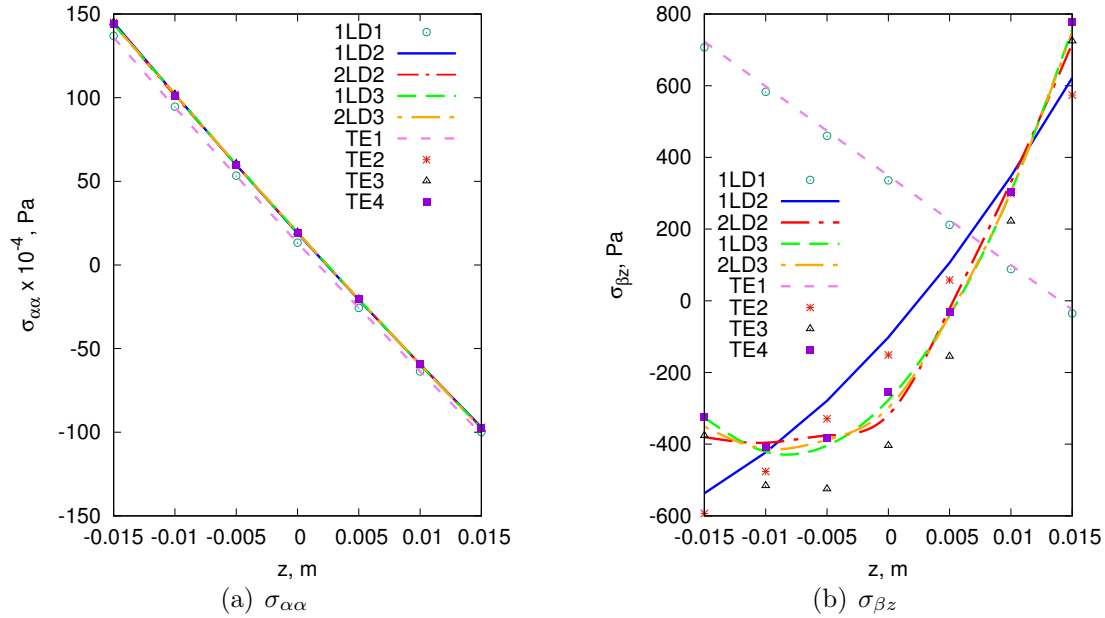 150
100
50
0
-50
-100
-150
-0.015 -0.01 -0.005 0 0.005 0.01 0.015
σαα x 10-4, Pa
z, m
1LD1
1LD2
2LD2
1LD3
2LD3
TE1
TE2
TE3
TE4
(a) σαα
800
600
400
200
0
-200
-400
-600
-0.015 -0.01 -0.005 0 0.005 0.01 0.015
σβz, Pa
z, m
1LD1
1LD2
2LD2
1LD3
2LD3
TE1
TE2
TE3
TE4
(b) σβz